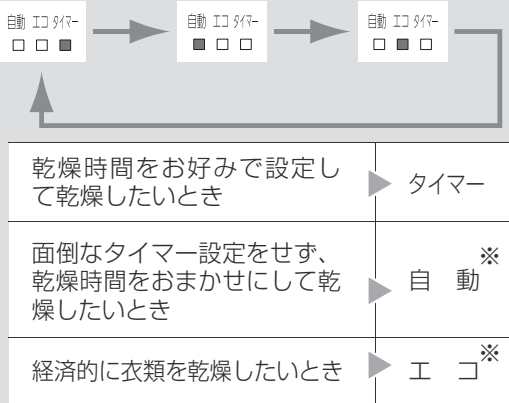 自動 エコ タイマー
自動 エコ タイマー
自動 エコ タイマー
乾燥時間をお好みで設定し
て乾燥したいとき
タイマー
面倒なタイマー設定をせず、
乾燥時間をおまかせにして乾
燥したいとき
自 動※
経済的に衣類を乾燥したいとき
エ コ※